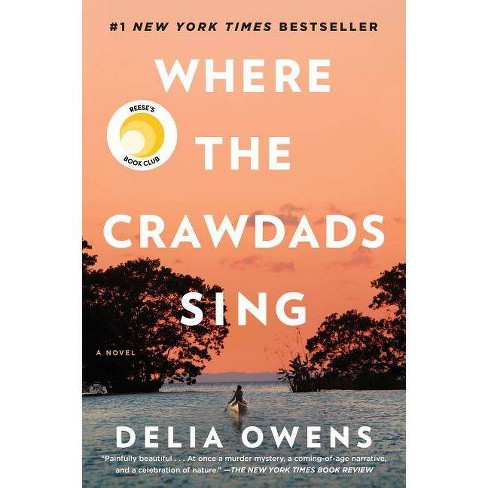 #1 NEW YORK TIMES BESTSELLER
WHERE
REESE'S
BOOK CLUB
THE
CRAWDADS
SING
A NOVEL
DELIA OWENS
"Painfully beautiful . . . At once a murder mystery, a coming-of-age narrative,
and a celebration of nature." —THE NEW YORK TIMES BOOK REVIEW